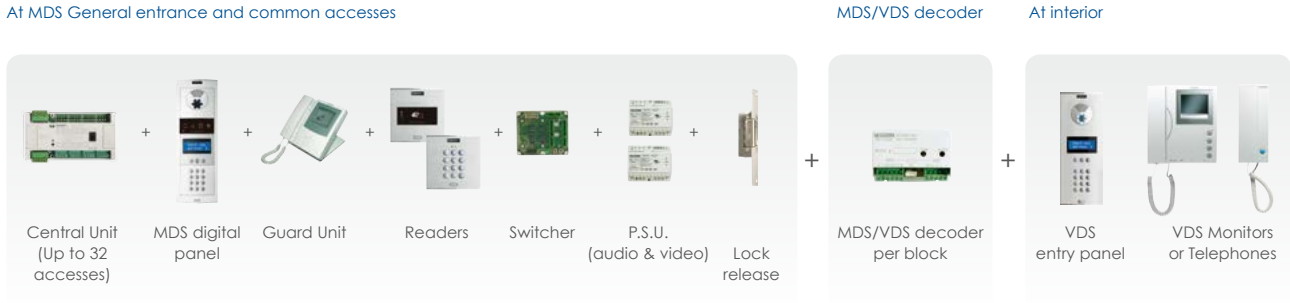 At MDS General entrance and common accesses
MDS/VDS decoder
At interior
+ + + + + + + +
Central Unit
(Up to 32
accesses)
MDS digital
panel
Guard Unit
Readers
Switcher
P.S.U.
(audio & video)
Lock
release
MDS/VDS decoder
per block
VDS
entry panel
VDS Monitors
or Telephones